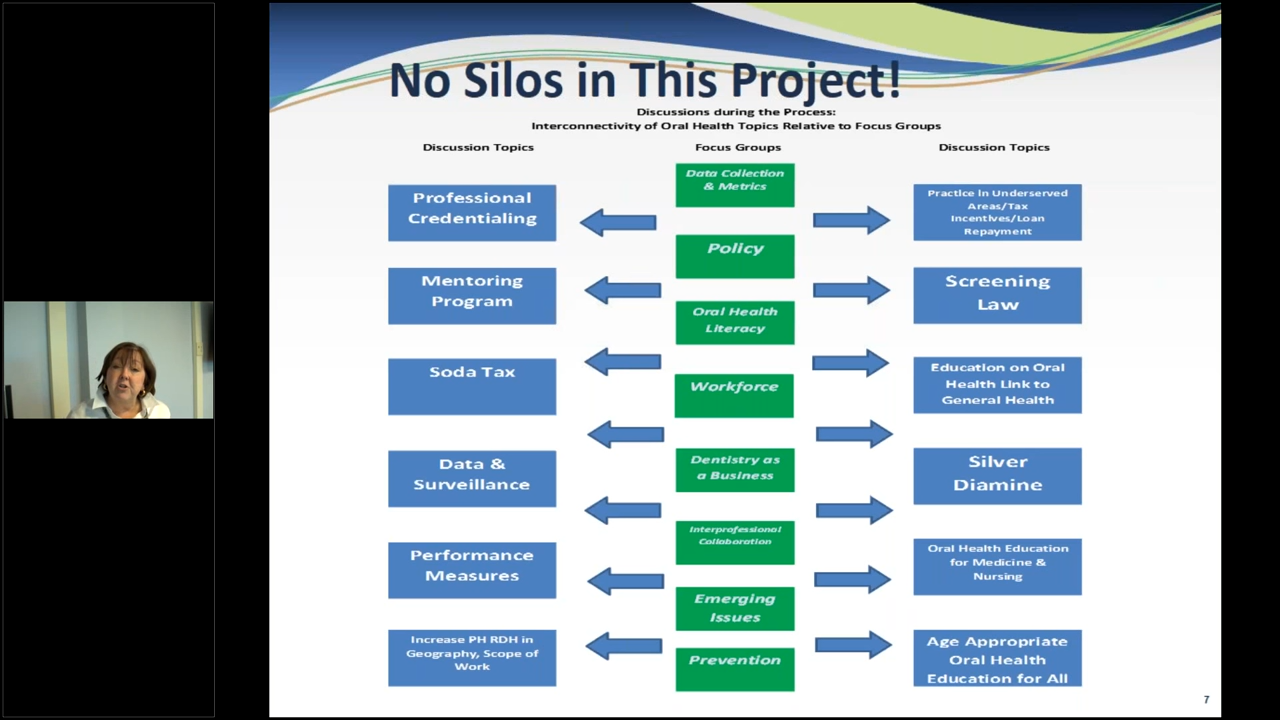 No Silos in This Project!
Discussions during the Process:
Interconnectivity of Oral Health Topics Relative to Focus Groups
Discussion Topics
Professional
Credentialing
Mentoring
Program
Soda Tax
Data &
Surveillance
Performance
Measures
Increase PH RDH in
Geography, Scope of
Work
Focus Groups
Data Collection
& Metrics
Policy
Oral Health
Literacy
Workforce
Dentistry as
a Business
Interprofessional
Collaboration
Emerging
Issues
Prevention
Discussion Topics
Practice in Underserved
Areas/Tax
Incentives/Loan
Repayment
Screening
Law
Education on Oral
Health Link to
General Health
Silver
Diamine
Oral Health Education
for Medicine &
Nursing
Age Appropriate
Oral Health
Education for All
7